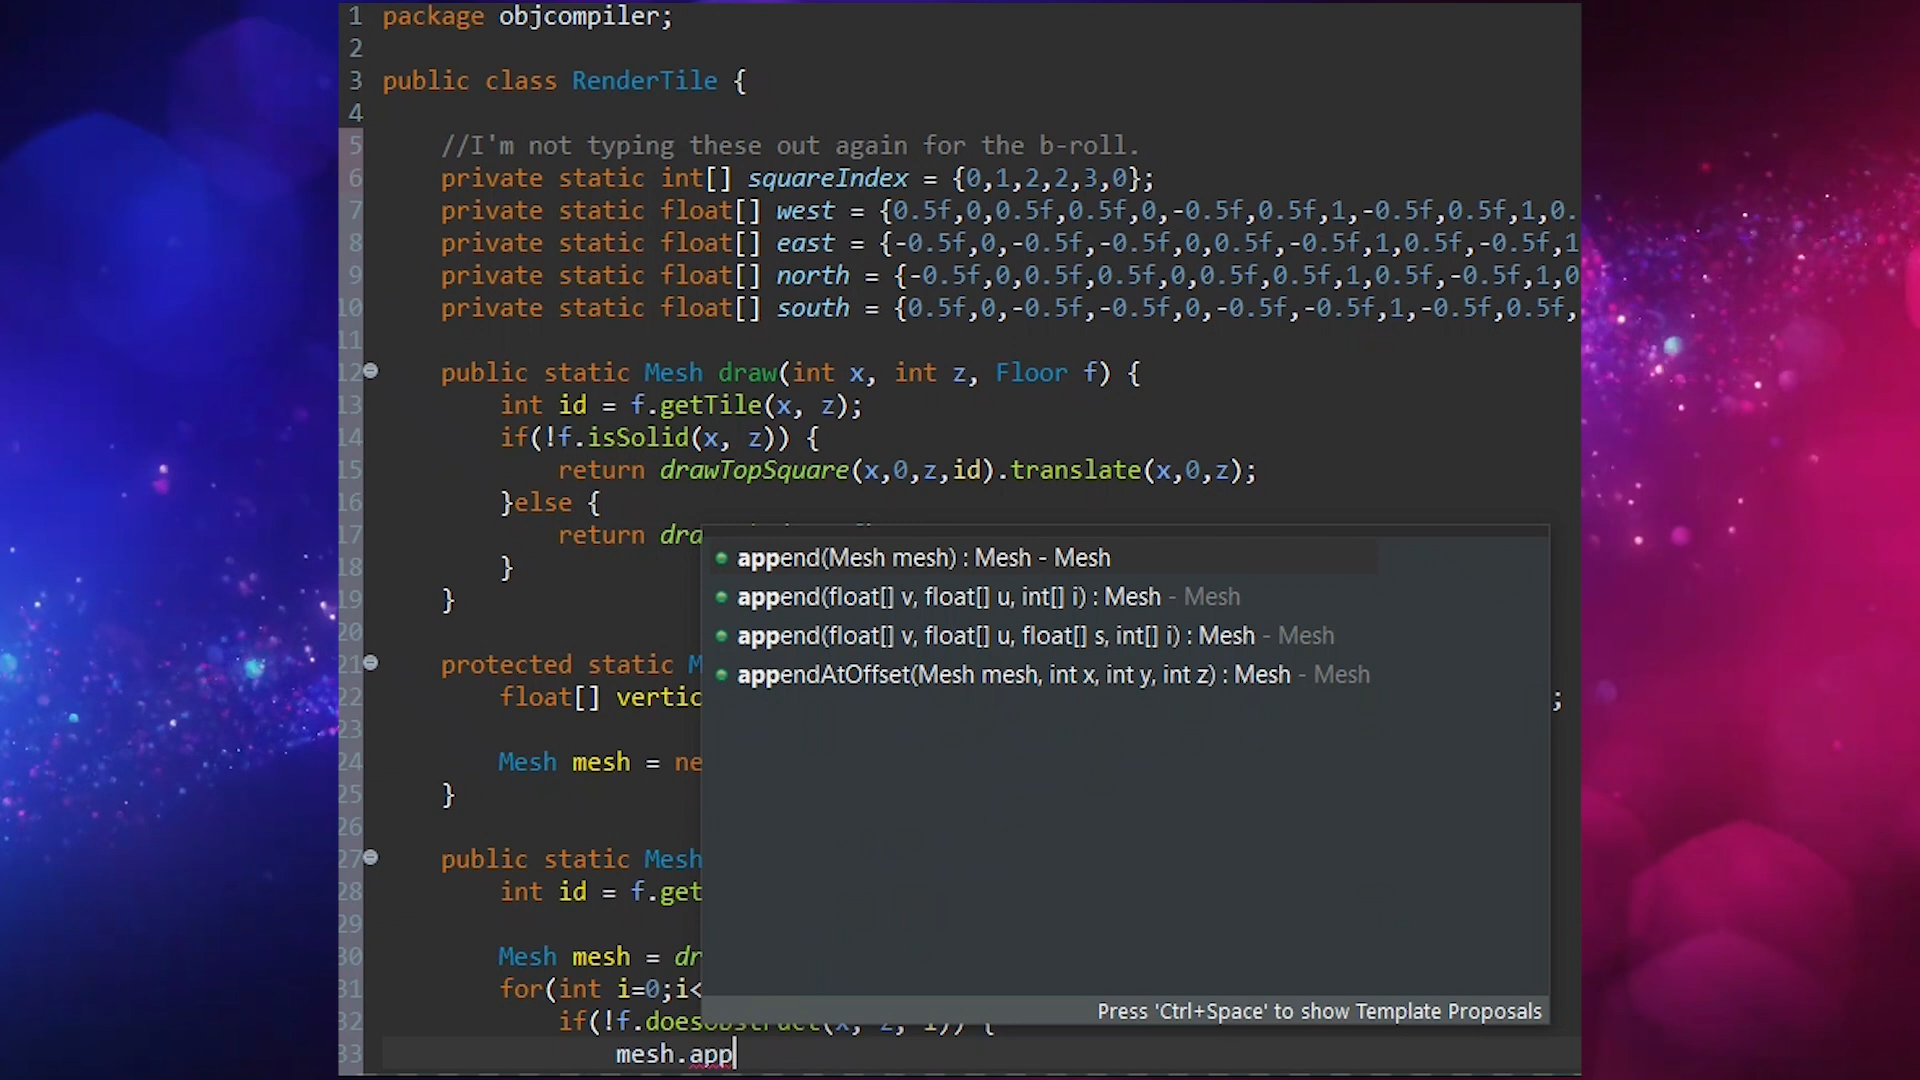 1 package objcompiler;
2
3 public class RenderTile {
4
5 //I'm not typing these out again for the b-roll.
6 private static int[] squareIndex = {0,1,2,2,3,0};
7 private static float[] west = {0.5f,0,0.5f,0.5f,0,-0.5f,0.5f,1,-0.5f,0.5f,1,0.
8 private static float[] east = {-0.5f,0,-0.5f,-0.5f,0,0.5f,-0.5f,1,0.5f,-0.5f,1
9 private static float[] north = {-0.5f,0,0.5f,0.5f,0,0.5f,0.5f,1,0.5f,-0.5f,1,0
10 private static float[] south = {0.5f,0,-0.5f,-0.5f,0,-0.5f,-0.5f,1,-0.5f,0.5f,
11
12 public static Mesh draw(int x, int z, Floor f) {
13 int id = f.getTile(x, z);
14 if(!f.isSolid(x, z)) {
15 return drawTopSquare(x,0,z,id).translate(x,0,z);
16 }else {
17 return dra
append(Mesh mesh) : Mesh - Mesh
18 }
append(float[] v, float[] u, int[] i) : Mesh - Mesh
19 }
20
append(float[] v, float[] u, float[] s, int[] i) : Mesh - Mesh
21 protected static M
appendAtOffset(Mesh mesh, int x, int y, int z) : Mesh - Mesh
22 float[] vertic ;
23
24 Mesh mesh = ne
25 }
26
27 public static Mesh
28 int id = f.get
29
30 Mesh mesh = dr
31 for(int i=0;i<
Press 'Ctrl+Space' to show Template Proposals
32 if(!f.doesObstruct(x, z, i)) {
33 mesh.app